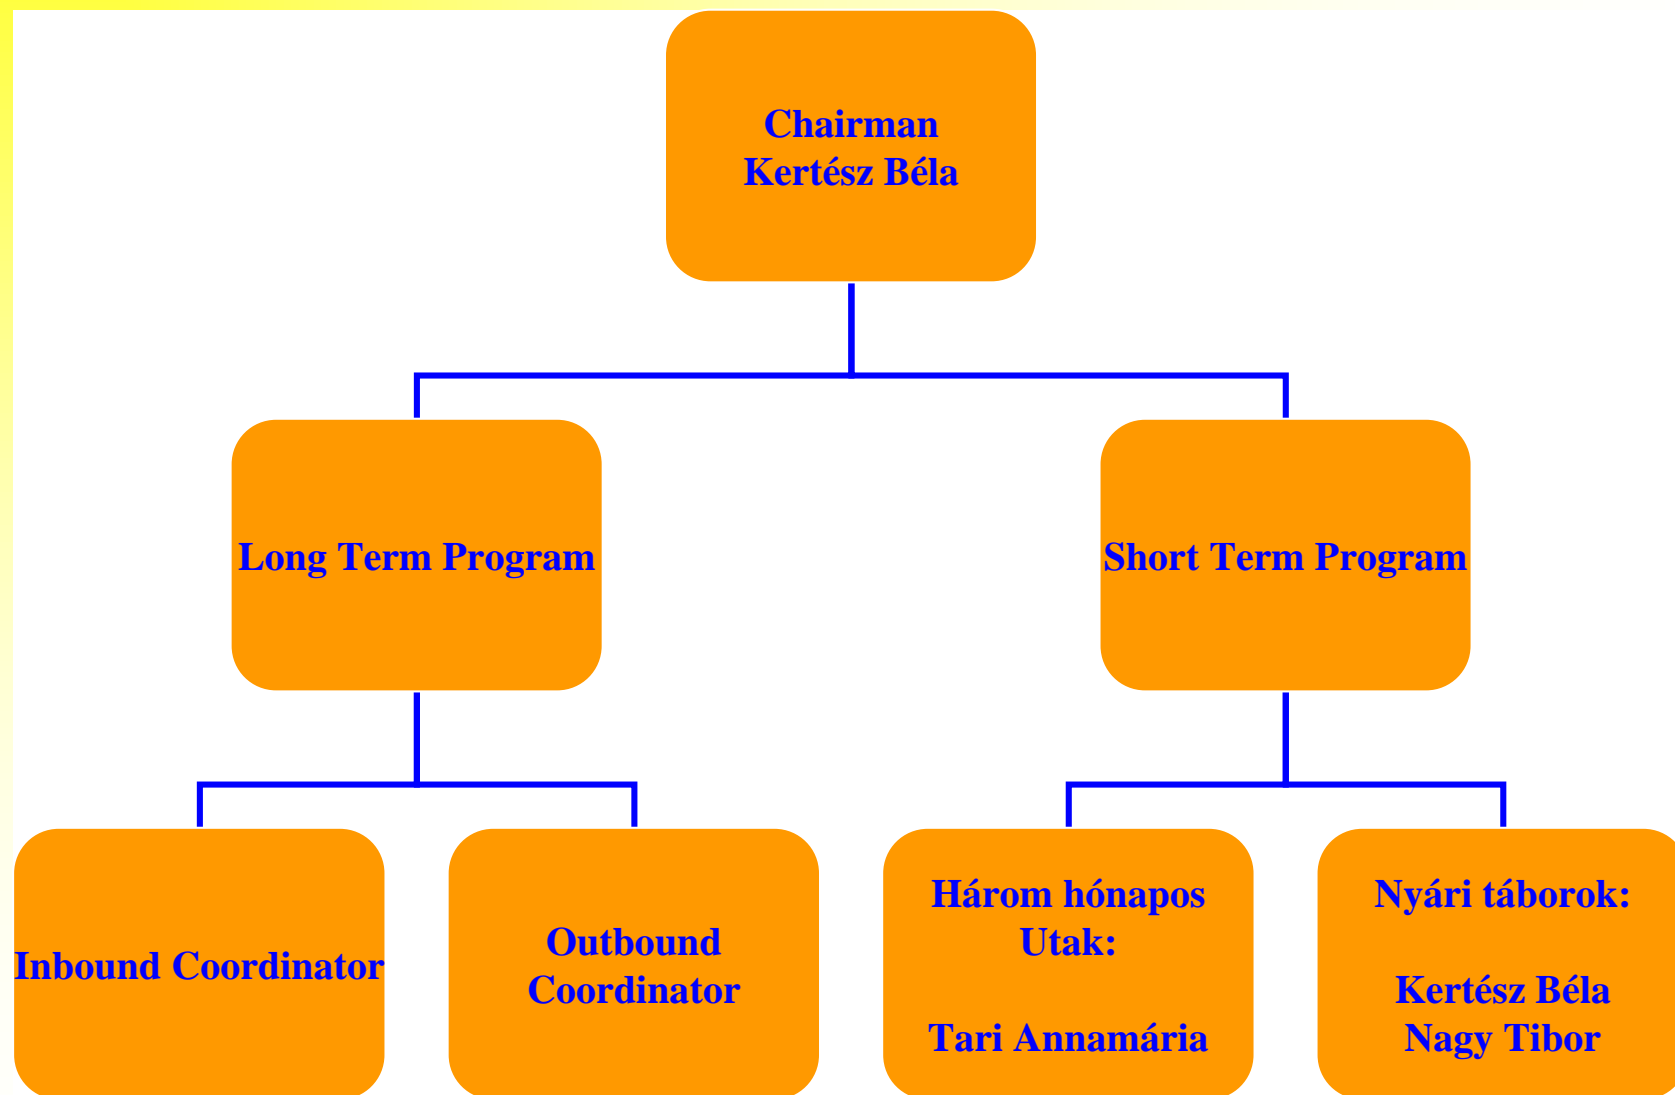 Chairman
Kertész Béla
Long Term Program
Short Term Program
Inbound Coordinator
Outbound
Coordinator
Három hónapos
Utak:
Tari Annamária
Nyári táborok:
Kertész Béla
Nagy Tibor